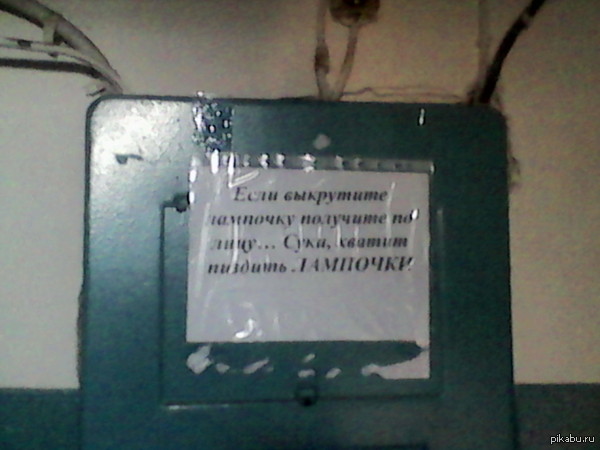 Если выкрутите
лампочку получите по
лицу... Сука, хватит
пиздить ЛАМПОЧКИ
pikabu.ru